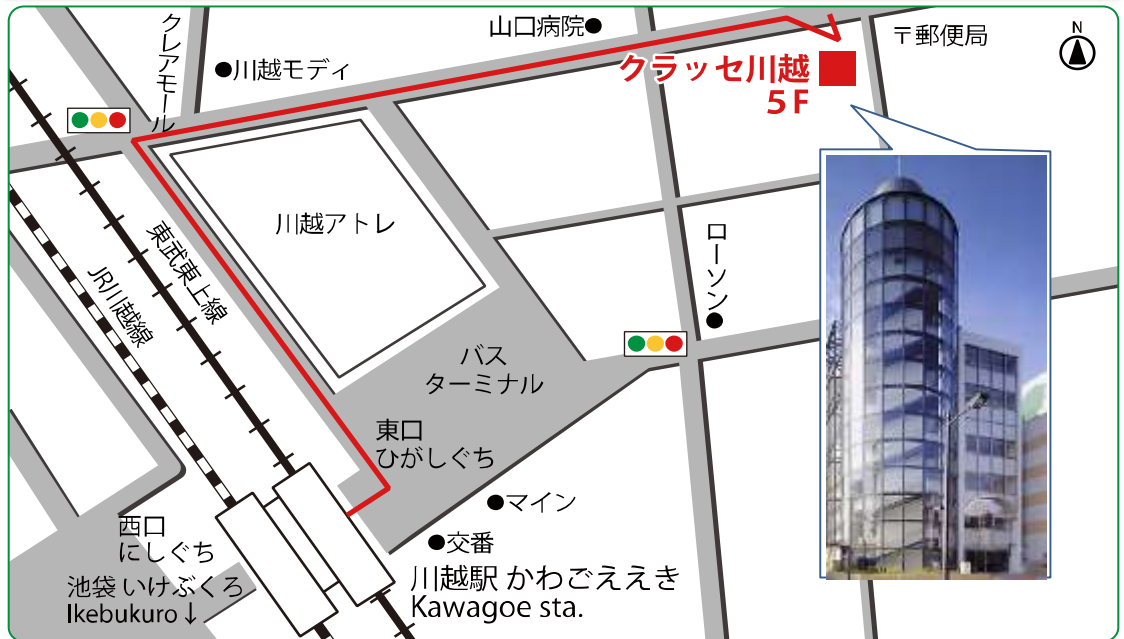 クレアモール
●川越モディ
山口病院●
〒郵便局
N
クラッセ川越
5F
川越アトレ
東武東上線
JR川越線
ローソン●
バス
ターミナル
東口
ひがしぐち
●マイン
●交番
西口
にしぐち
池袋 いけぶくろ
Ikebukuro↓
川越駅 かわごええき
Kawagoe sta.